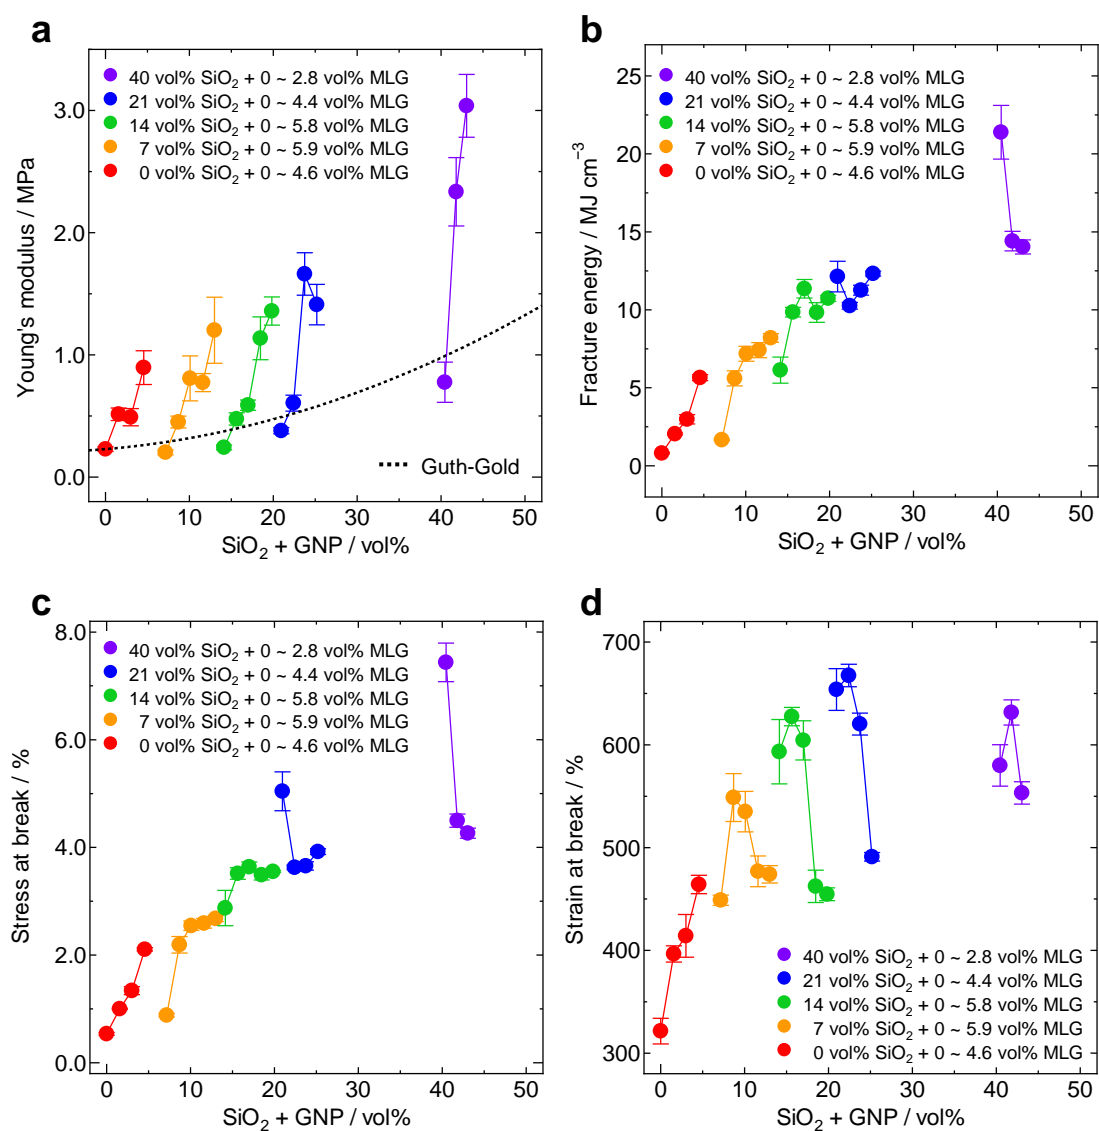 a
40 vol% SiO₂ + 0 ~ 2.8 vol% MLG
21 vol% SiO₂ + 0 ~ 4.4 vol% MLG
14 vol% SiO₂ + 0 ~ 5.8 vol% MLG
7 vol% SiO₂ + 0 ~ 5.9 vol% MLG
0 vol% SiO₂ + 0 ~ 4.6 vol% MLG
Young's modulus / MPa
3.0
2.0
1.0
0.0
Guth-Gold
0 10 20 30 40 50
SiO₂ + GNP / vol%
b
40 vol% SiO₂ + 0 ~ 2.8 vol% MLG
21 vol% SiO₂ + 0 ~ 4.4 vol% MLG
14 vol% SiO₂ + 0 ~ 5.8 vol% MLG
7 vol% SiO₂ + 0 ~ 5.9 vol% MLG
0 vol% SiO₂ + 0 ~ 4.6 vol% MLG
Fracture energy / MJ cm⁻³
25
20
15
10
5
0
0 10 20 30 40 50
SiO₂ + GNP / vol%
c
40 vol% SiO₂ + 0 ~ 2.8 vol% MLG
21 vol% SiO₂ + 0 ~ 4.4 vol% MLG
14 vol% SiO₂ + 0 ~ 5.8 vol% MLG
7 vol% SiO₂ + 0 ~ 5.9 vol% MLG
0 vol% SiO₂ + 0 ~ 4.6 vol% MLG
Stress at break / %
8.0
6.0
4.0
2.0
0.0
0 10 20 30 40 50
SiO₂ + GNP / vol%
d
Strain at break / %
700
600
500
400
300
40 vol% SiO₂ + 0 ~ 2.8 vol% MLG
21 vol% SiO₂ + 0 ~ 4.4 vol% MLG
14 vol% SiO₂ + 0 ~ 5.8 vol% MLG
7 vol% SiO₂ + 0 ~ 5.9 vol% MLG
0 vol% SiO₂ + 0 ~ 4.6 vol% MLG
0 10 20 30 40 50
SiO₂ + GNP / vol%